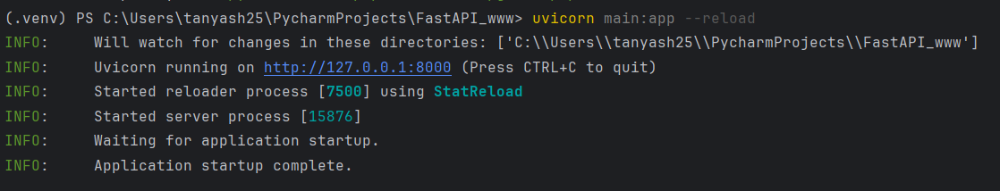 (.venv) PS C:\Users\tanyash25\PycharmProjects\FastAPI_www> uvicorn main:app --reload
INFO:     Will watch for changes in these directories: ['C:\\Users\\tanyash25\\PycharmProjects\\FastAPI_www']
INFO:     Uvicorn running on http://127.0.0.1:8000 (Press CTRL+C to quit)
INFO:     Started reloader process [7500] using StatReload
INFO:     Started server process [15876]
INFO:     Waiting for application startup.
INFO:     Application startup complete.